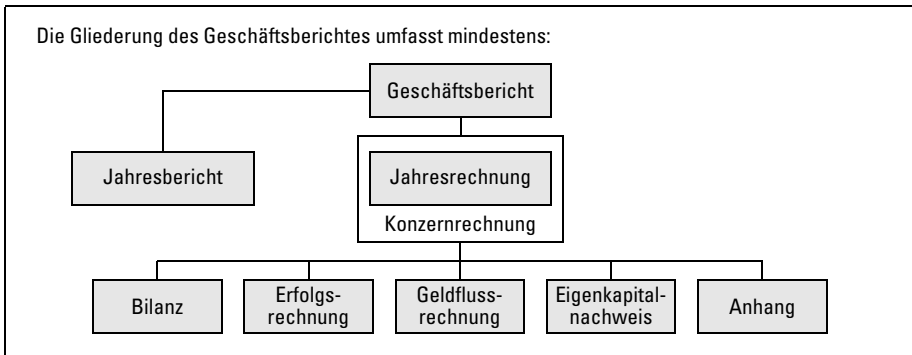 Die Gliederung des Geschäftsberichtes umfasst mindestens:
Geschäftsbericht
Jahresbericht
Jahresrechnung
Konzernrechnung
Bilanz
Erfolgs-
rechnung
Geldfluss-
rechnung
Eigenkapital-
nachweis
Anhang